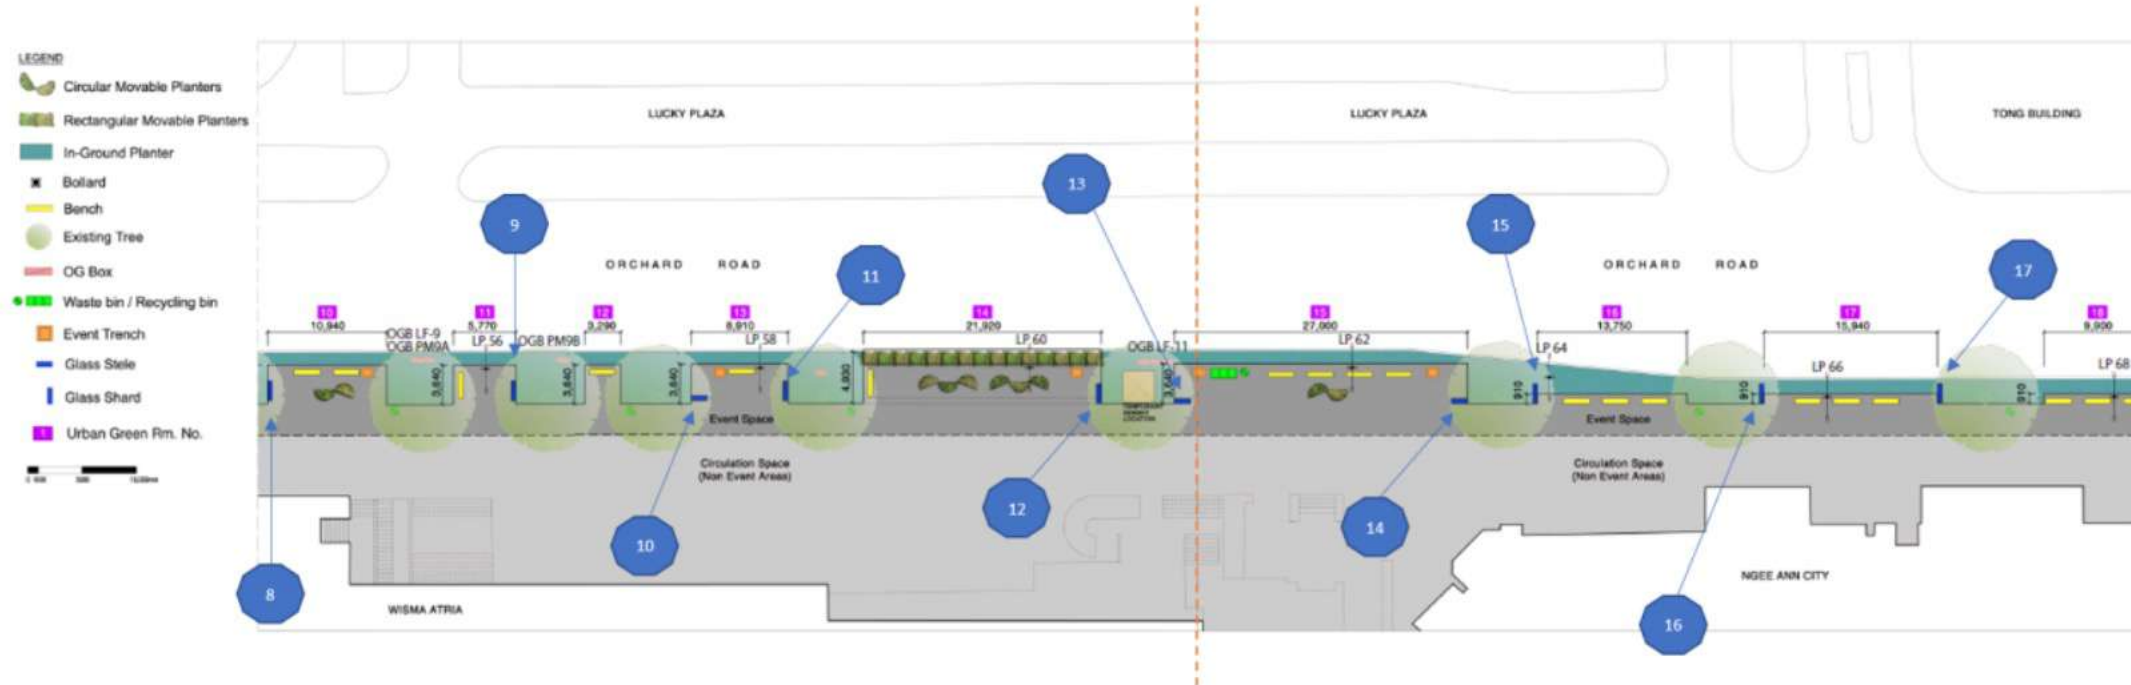 LEGEND
Circular Movable Planters
Rectangular Movable Planters
In-Ground Planter
Bollard
Bench
Existing Tree
OG Box
Waste bin / Recycling bin
Event Trench
Glass Stele
Glass Shard
1 Urban Green Rm. No.
LUCKY PLAZA
LUCKY PLAZA
TONG BUILDING
13
9
15
ORCHARD ROAD
ORCHARD ROAD
11
17
10
11
12
13
14
15
16
17
18
10,940
5,770
3,290
8,910
21,920
27,000
13,750
15,940
9,900
OGB LF-9
OGB PM9A
LP 56
OGB PM9B
LP 58
LP 60
OGB LF-11
LP 62
LP 64
LP 66
LP 68
3,640
3,640
3,640
4,930
3,640
910
910
910
Event Space
Event Space
Circulation Space
(Non Event Areas)
Circulation Space
(Non Event Areas)
12
14
10
8
16
WISMA ATRIA
NGEE ANN CITY